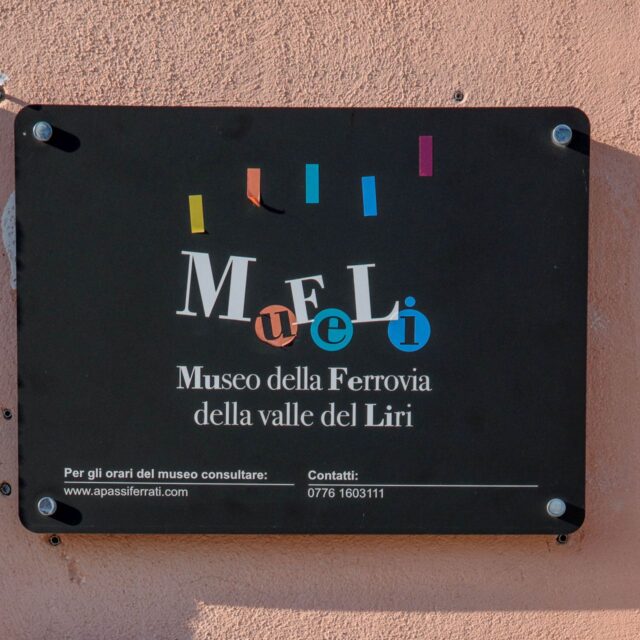 MuFeLi
Museo della Ferrovia
della valle del Liri
Per gli orari del museo consultare:
www.apassiferrati.com
Contatti:
0776 1603111